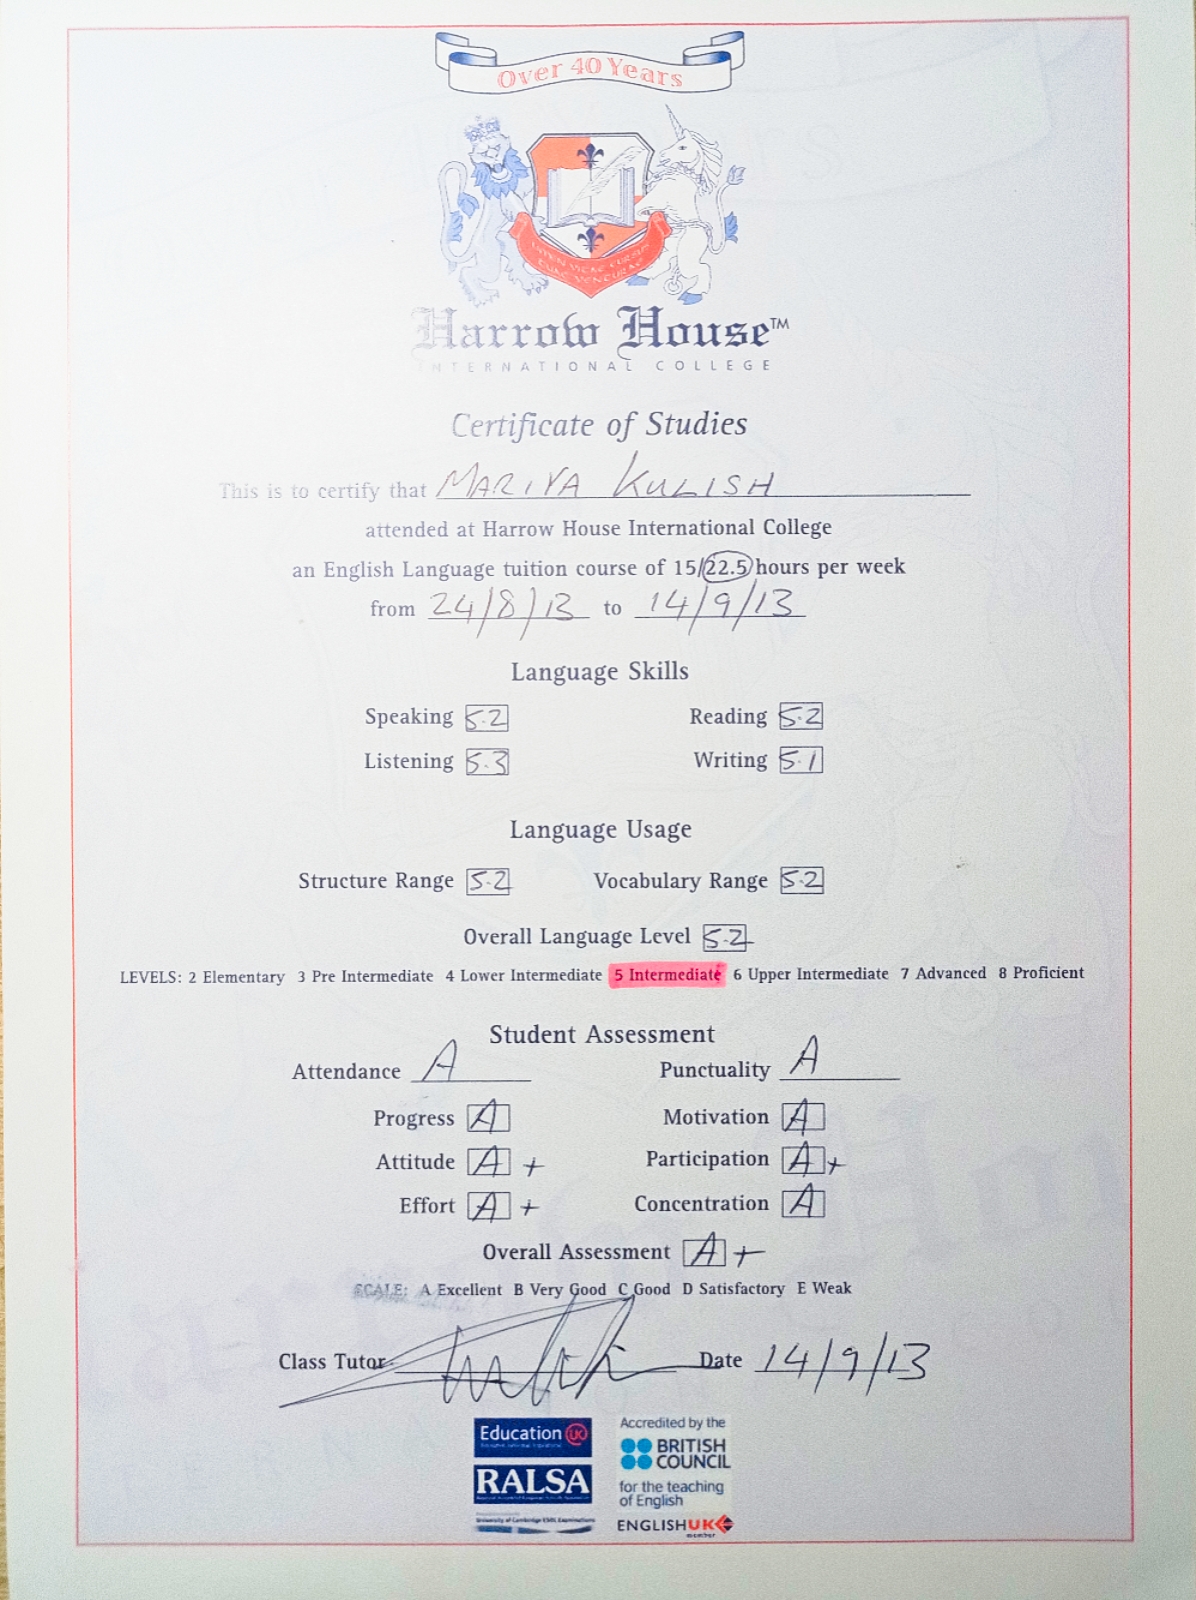 Over 40 Years
Harrow House™
INTERNATIONAL COLLEGE
Certificate of Studies
This is to certify that MARIYA KULISH
attended at Harrow House International College
an English Language tuition course of 15/22.5 hours per week
from 24/8/13 to 14/9/13
Language Skills
Speaking 5.2 Reading 5.2
Listening 5.3 Writing 5.1
Language Usage
Structure Range 5.2 Vocabulary Range 5.2
Overall Language Level 5.2
LEVELS: 2 Elementary 3 Pre Intermediate 4 Lower Intermediate 5 Intermediate 6 Upper Intermediate 7 Advanced 8 Proficient
Student Assessment
Attendance A Punctuality A
Progress A Motivation A
Attitude A + Participation A +
Effort A + Concentration A
Overall Assessment A +
SCALE: A Excellent B Very Good C Good D Satisfactory E Weak
Class Tutor Date 14/9/13
Education UK
RALSA
University of Cambridge ESOL Examinations
Accredited by the
BRITISH
COUNCIL
for the teaching
of English
ENGLISHUK
member